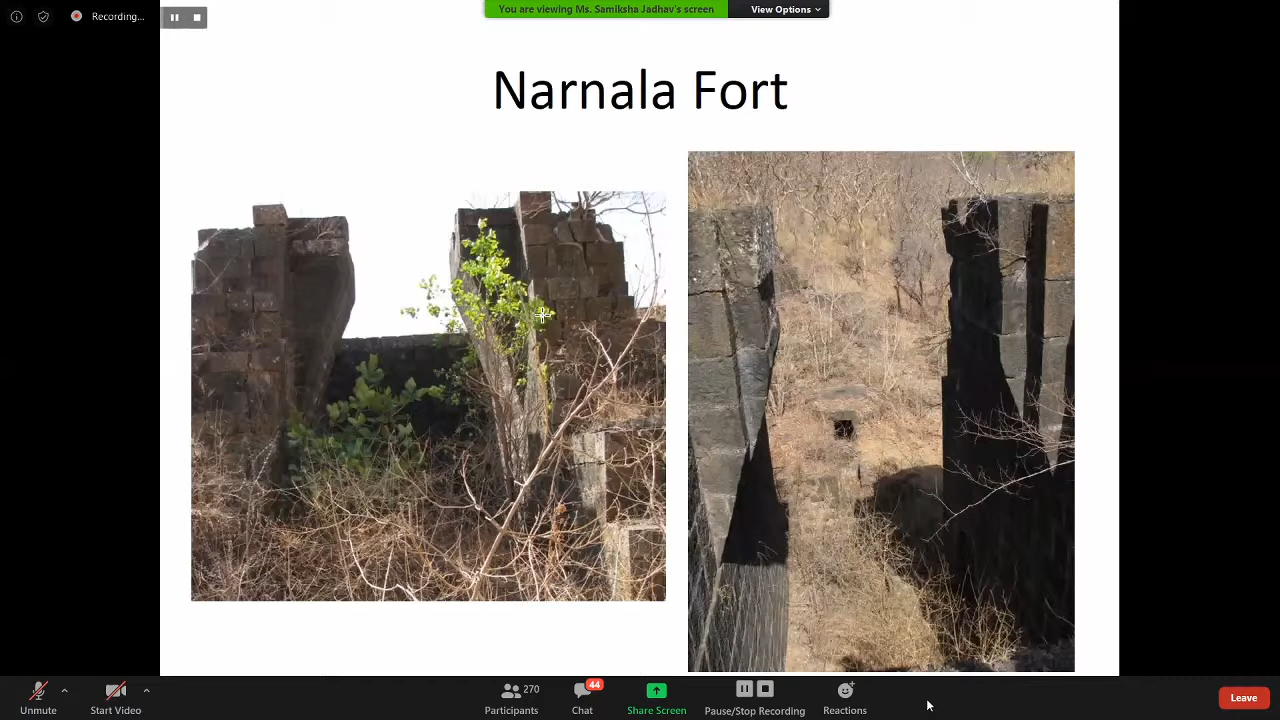 Recording...
You are viewing Ms. Samiksha Jadhav's screen
View Options
Narnala Fort
Unmute
Start Video
270
Participants
44
Chat
Share Screen
Pause/Stop Recording
Reactions
Leave